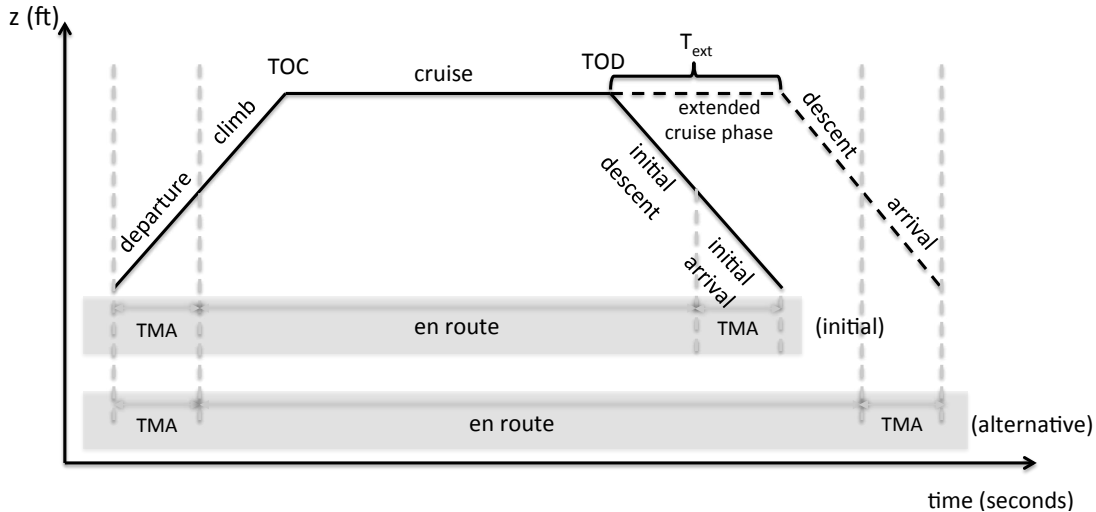 z (ft)
T_ext
TOC
cruise
TOD
climb
departure
extended
cruise phase
descent
initial
descent
arrival
initial
arrival
TMA
en route
TMA
(initial)
TMA
en route
TMA
(alternative)
time (seconds)